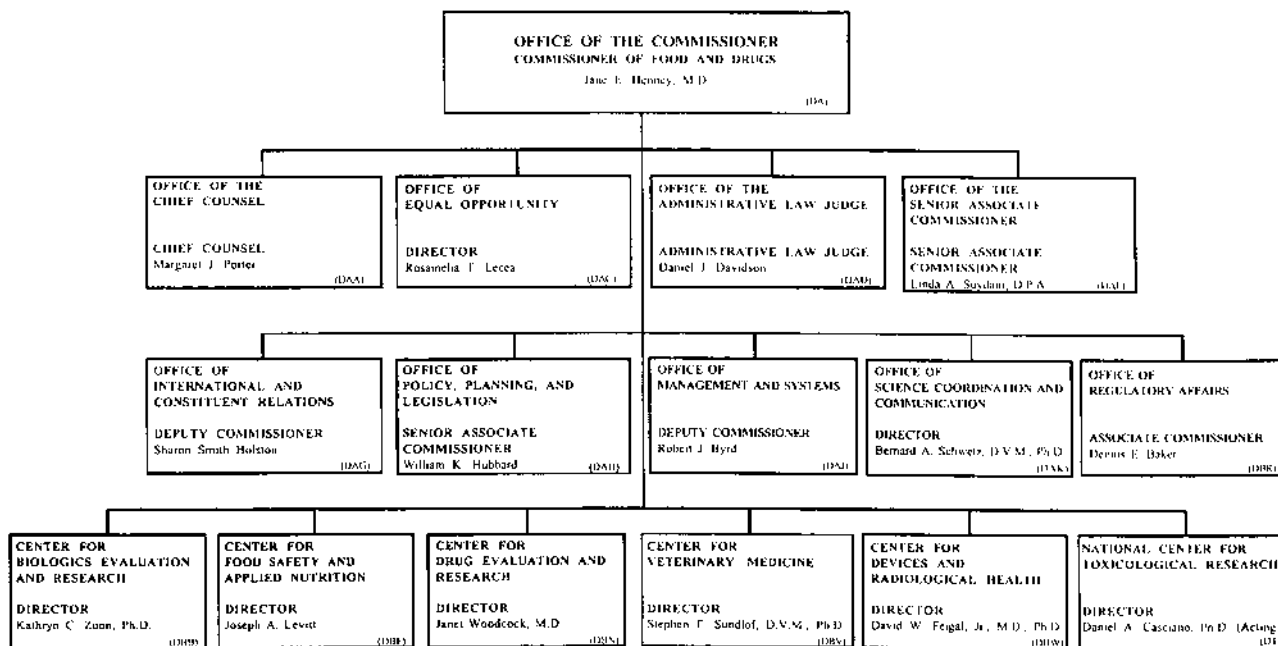 OFFICE OF THE COMMISSIONER
COMMISSIONER OF FOOD AND DRUGS
Jane E. Henney, M.D.
(DA)
OFFICE OF THE
CHIEF COUNSEL
CHIEF COUNSEL
Margaret J. Porter
(DAA)
OFFICE OF
EQUAL OPPORTUNITY
DIRECTOR
(DAC)
OFFICE OF THE
ADMINISTRATIVE LAW JUDGE
ADMINISTRATIVE LAW JUDGE
Daniel J. Davidson
(DAD)
OFFICE OF THE
SENIOR ASSOCIATE
COMMISSIONER
SENIOR ASSOCIATE
COMMISSIONER
Linda A. Suydam, D.P.A.
OFFICE OF
INTERNATIONAL AND
CONSTITUENT RELATIONS
DEPUTY COMMISSIONER
Sharon Smith Holston
(DAG)
OFFICE OF
POLICY, PLANNING, AND
LEGISLATION
SENIOR ASSOCIATE
COMMISSIONER
William K. Hubbard
(DAH)
OFFICE OF
MANAGEMENT AND SYSTEMS
DEPUTY COMMISSIONER
Robert J. Byrd
(DAJ)
OFFICE OF
SCIENCE COORDINATION AND
COMMUNICATION
DIRECTOR
Bernard A. Schwetz, D.V.M., Ph.D.
(DAK)
OFFICE OF
REGULATORY AFFAIRS
ASSOCIATE COMMISSIONER
Dennis E. Baker
(DBR)
CENTER FOR
BIOLOGICS EVALUATION
AND RESEARCH
DIRECTOR
Kathryn C. Zoon, Ph.D.
(DBB)
CENTER FOR
FOOD SAFETY AND
APPLIED NUTRITION
DIRECTOR
Joseph A. Levitt
(DBF)
CENTER FOR
DRUG EVALUATION AND
RESEARCH
DIRECTOR
Janet Woodcock, M.D.
(DBN)
CENTER FOR
VETERINARY MEDICINE
DIRECTOR
Stephen F. Sundlof, D.V.M., Ph.D.
(DBV)
CENTER FOR
DEVICES AND
RADIOLOGICAL HEALTH
DIRECTOR
David W. Feigal, Jr., M.D., Ph.D.
(DBW)
NATIONAL CENTER FOR
TOXICOLOGICAL RESEARCH
DIRECTOR
Daniel A. Casciano, Ph.D. (Acting